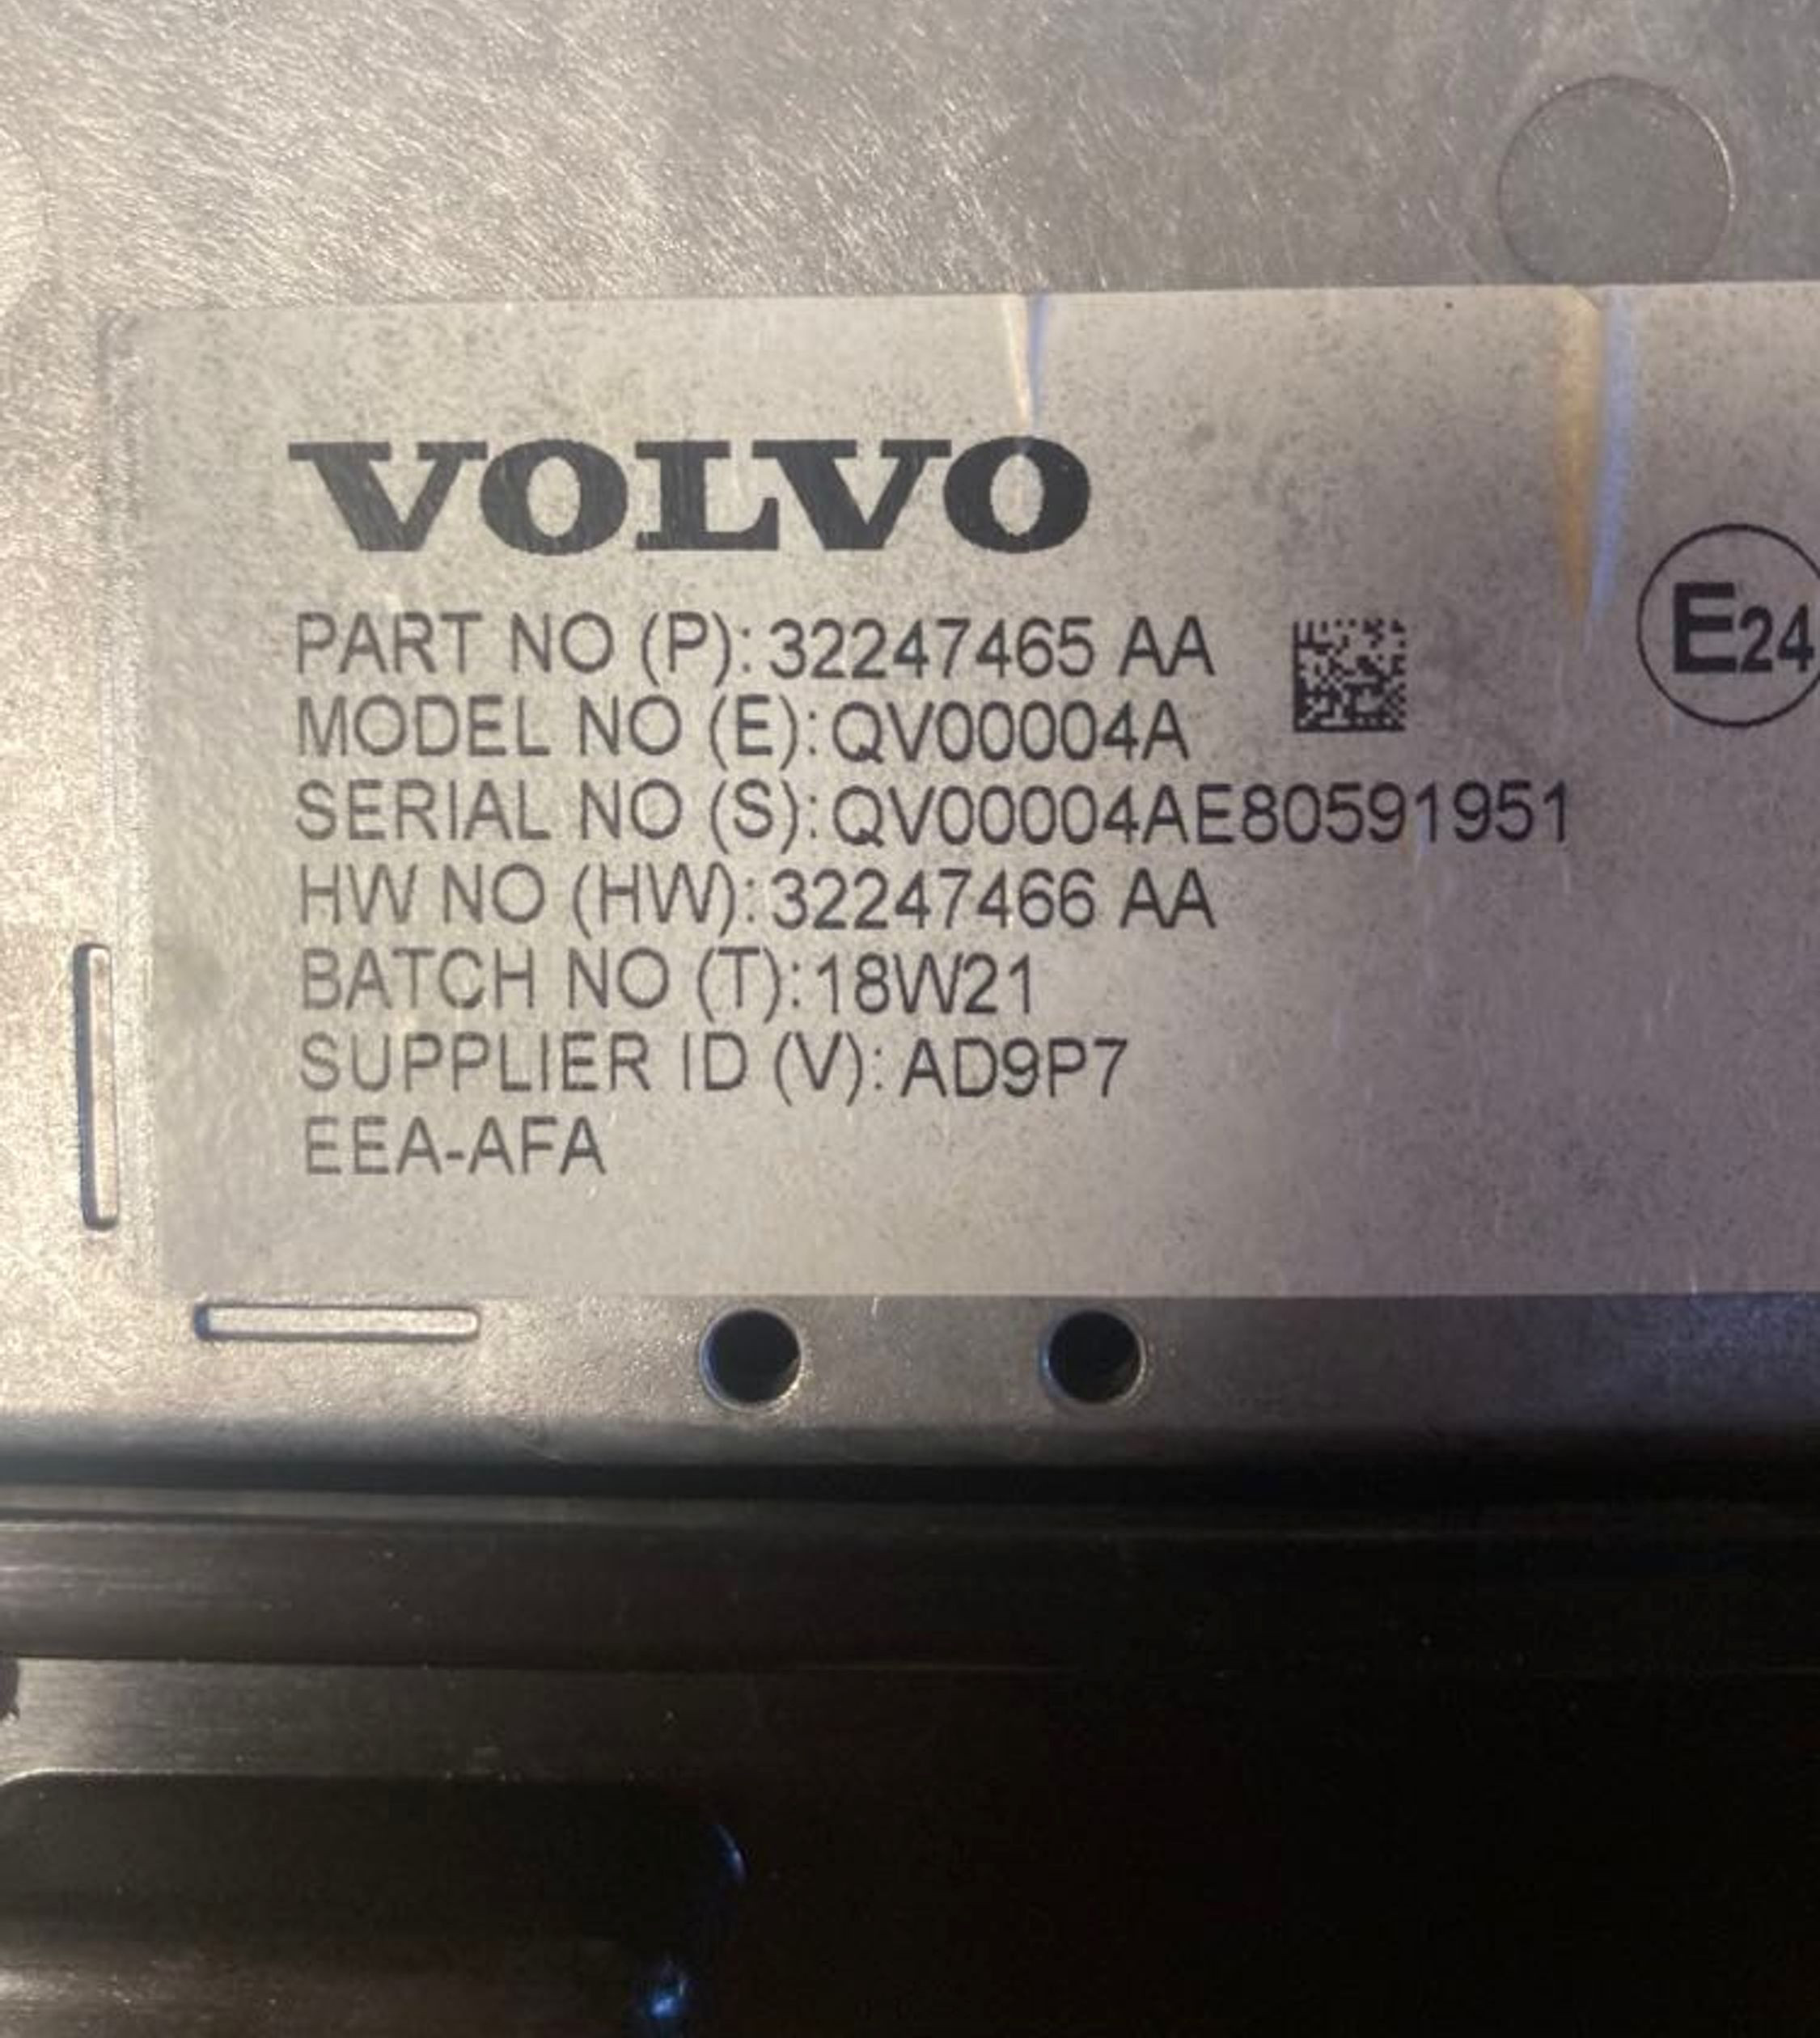 VOLVO
PART NO (P): 32247465 AA
MODEL NO (E): QV00004A
SERIAL NO (S): QV00004AE80591951
HW NO (HW): 32247466 AA
BATCH NO (T): 18W21
SUPPLIER ID (V): AD9P7
EEA-AFA
E24